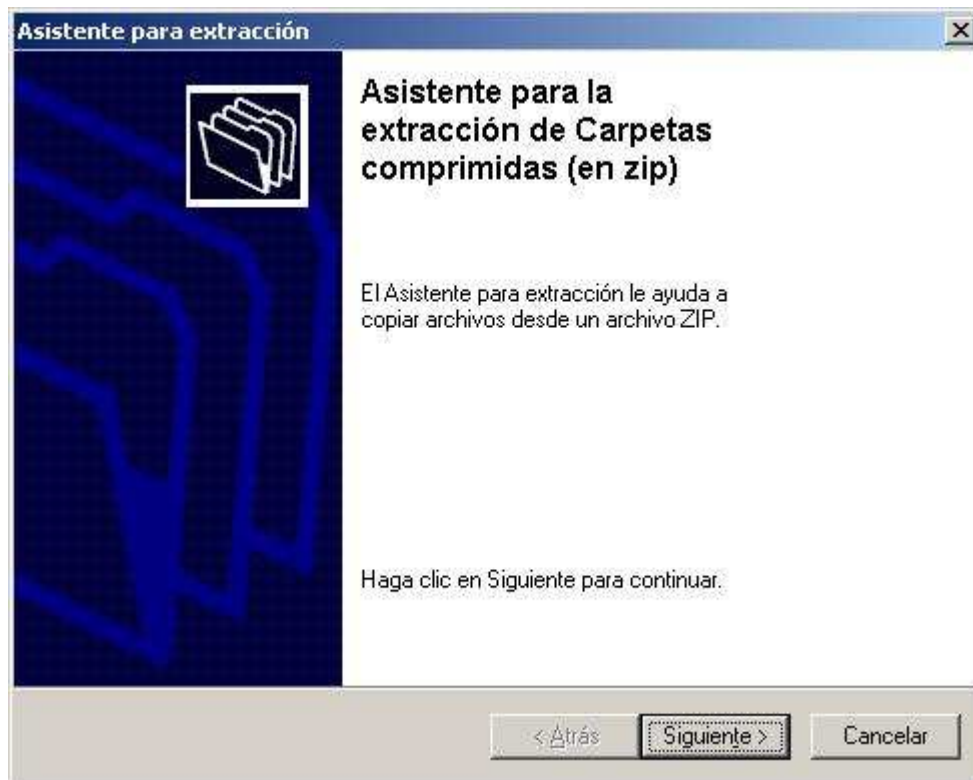 Asistente para extracción
Asistente para la
extracción de Carpetas
comprimidas (en zip)
El Asistente para extracción le ayuda a
copiar archivos desde un archivo ZIP.
Haga clic en Siguiente para continuar.
< Atrás Siguiente > Cancelar